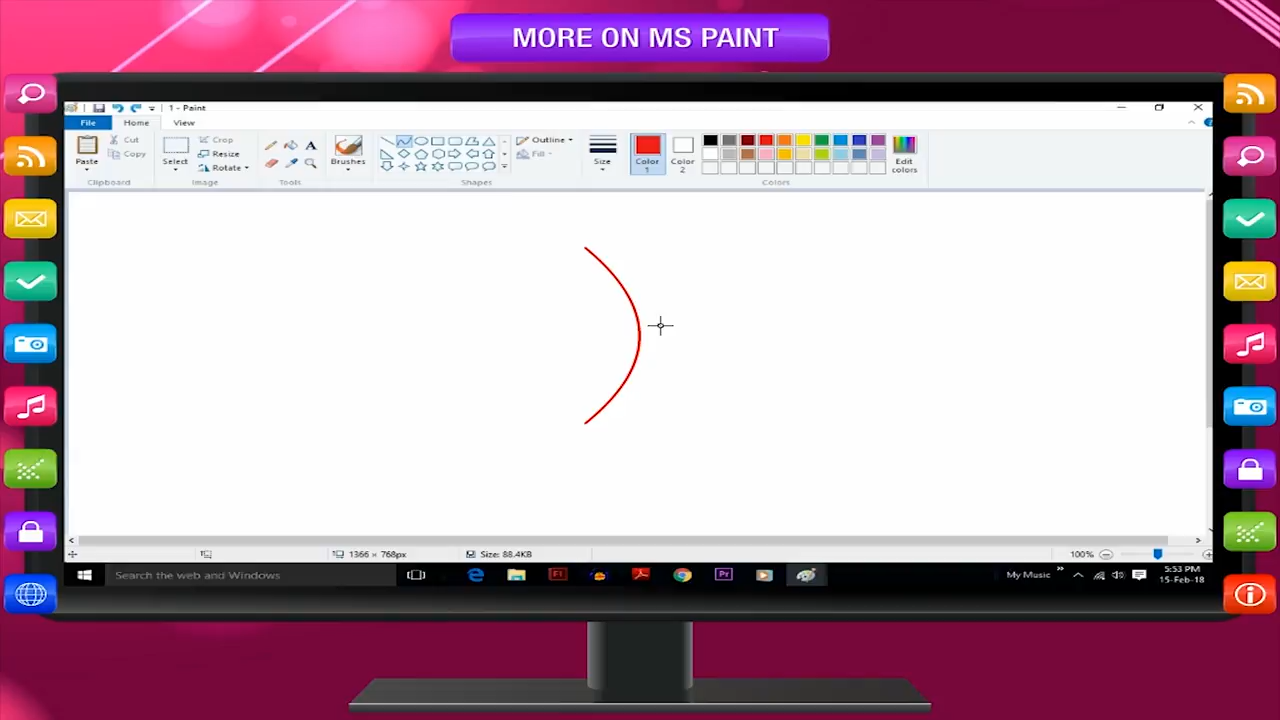 MORE ON MS PAINT
1 - Paint
File Home View
Paste
Cut
Copy
Clipboard
Select
Crop
Resize
Rotate
Image
A
Tools
Brushes
Shapes
Outline
Fill
Size
Color 1
Color 2
Edit colors
Colors
1366 × 768px
Size: 88.4KB
100%
Search the web and Windows
Pr
My Music
5:53 PM
15-Feb-18